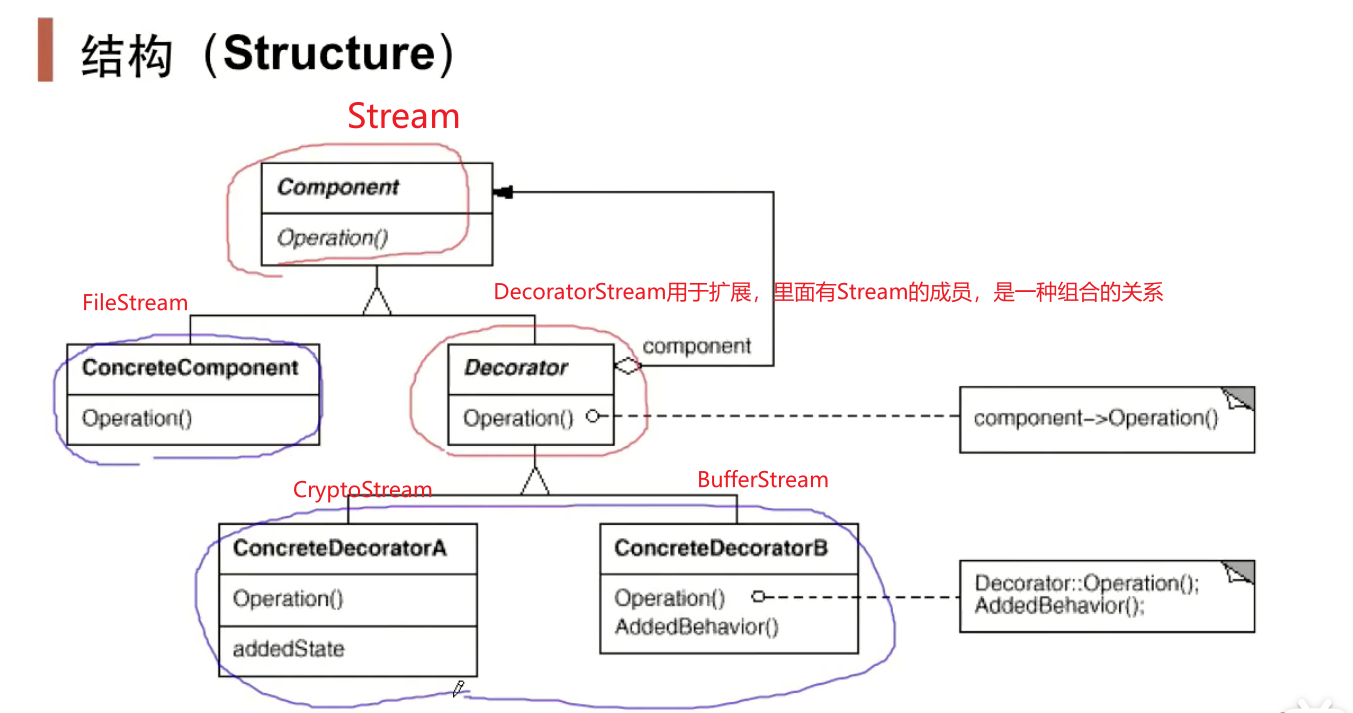 结构（Structure）
Stream
Component
Operation()
FileStream
DecoratorStream用于扩展，里面有Stream的成员，是一种组合的关系
component
ConcreteComponent
Operation()
Decorator
Operation()
component->Operation()
CryptoStream
BufferStream
ConcreteDecoratorA
Operation()
addedState
ConcreteDecoratorB
Operation()
AddedBehavior()
Decorator::Operation();
AddedBehavior();